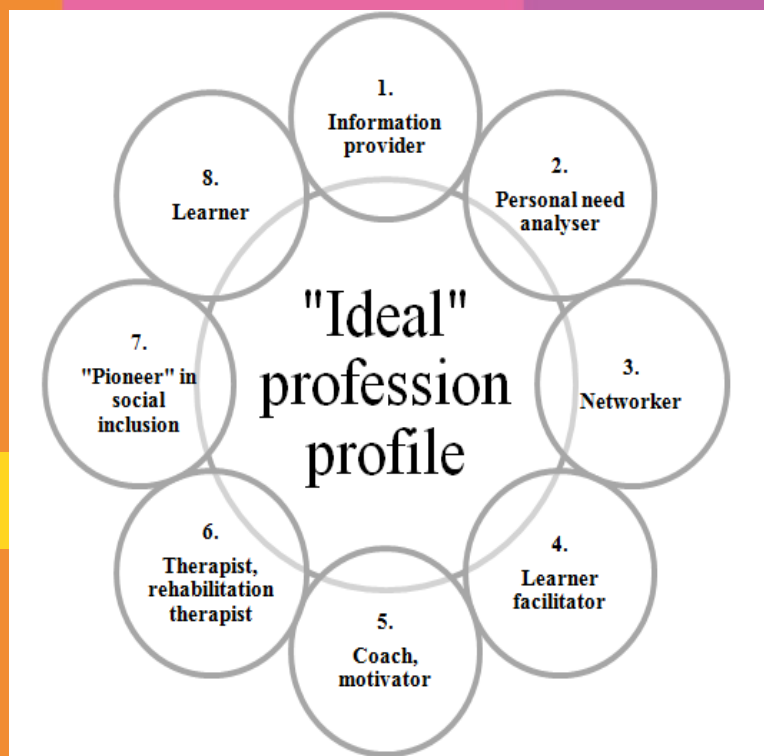 "Ideal"
profession
profile
1.
Information
provider
2.
Personal need
analyser
3.
Networker
4.
Learner
facilitator
5.
Coach,
motivator
6.
Therapist,
rehabilitation
therapist
7.
"Pioneer" in
social
inclusion
8.
Learner